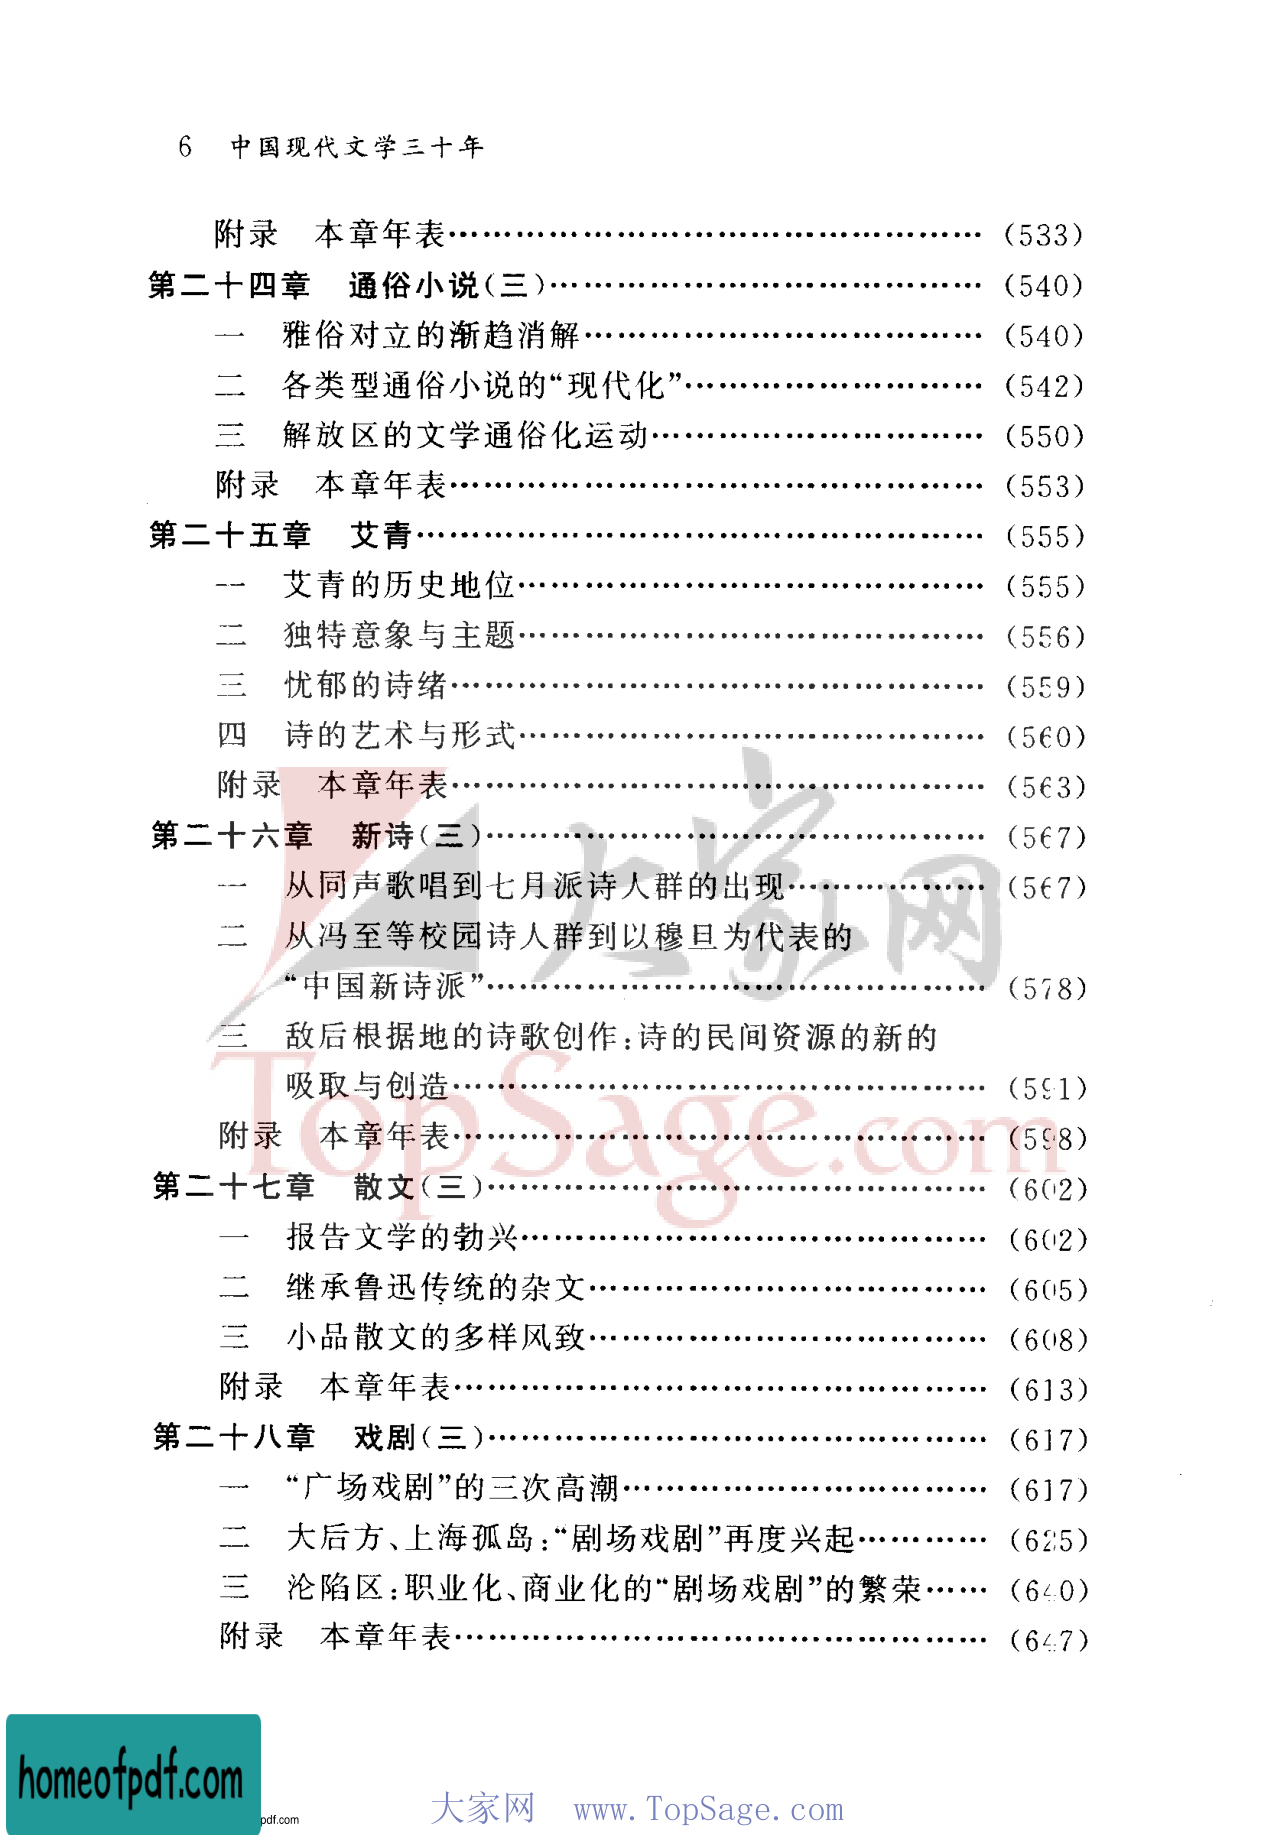 6 中国现代文学三十年
附录 本章年表………………………………………… (533)
第二十四章 通俗小说(三)………………………………… (540)
一 雅俗对立的渐趋消解……………………………… (540)
二 各类型通俗小说的“现代化”……………………… (542)
三 解放区的文学通俗化运动………………………… (550)
附录 本章年表………………………………………… (553)
第二十五章 艾青…………………………………………… (555)
一 艾青的历史地位…………………………………… (555)
二 独特意象与主题…………………………………… (556)
三 忧郁的诗绪………………………………………… (559)
四 诗的艺术与形式…………………………………… (560)
附录 本章年表………………………………………… (563)
第二十六章 新诗(三)……………………………………… (567)
一 从同声歌唱到七月派诗人群的出现……………… (567)
二 从冯至等校园诗人群到以穆旦为代表的
“中国新诗派”……………………………………… (578)
三 敌后根据地的诗歌创作:诗的民间资源的新的
吸取与创造………………………………………… (591)
附录 本章年表………………………………………… (598)
第二十七章 散文(三)……………………………………… (602)
一 报告文学的勃兴…………………………………… (602)
二 继承鲁迅传统的杂文……………………………… (605)
三 小品散文的多样风致……………………………… (608)
附录 本章年表………………………………………… (613)
第二十八章 戏剧(三)……………………………………… (617)
一 “广场戏剧”的三次高潮…………………………… (617)
二 大后方、上海孤岛:“剧场戏剧”再度兴起………… (625)
三 沦陷区:职业化、商业化的“剧场戏剧”的繁荣…… (640)
附录 本章年表………………………………………… (647)
大家网
TopSage.com
homeofpdf.com
pdf.com
大家网 www.TopSage.com